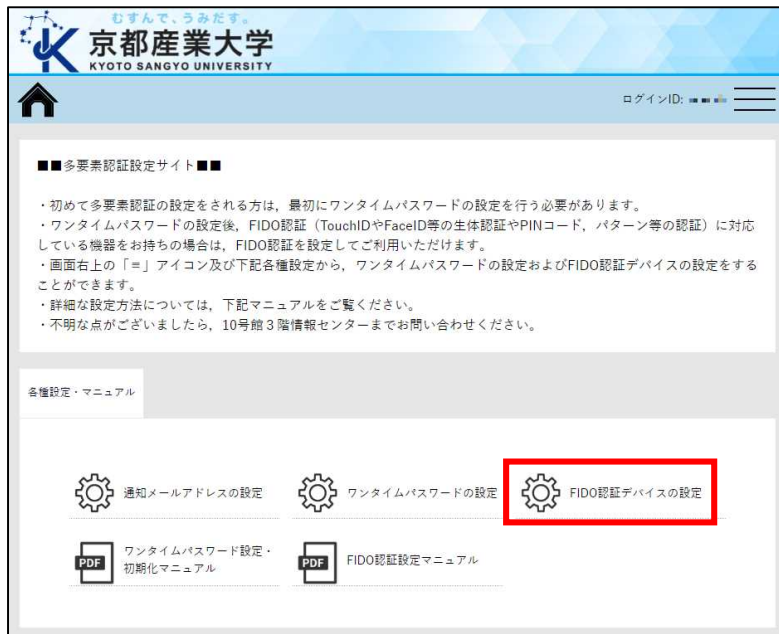 むすんで、うみだす。
京都産業大学
KYOTO SANGYO UNIVERSITY
ログインID:
■■多要素認証設定サイト■■
・初めて多要素認証の設定をされる方は，最初にワンタイムパスワードの設定を行う必要があります。
・ワンタイムパスワードの設定後，FIDO認証（TouchIDやFaceID等の生体認証やPINコード，パターン等の認証）に対応
している機器をお持ちの場合は，FIDO認証を設定してご利用いただけます。
・画面右上の「≡」アイコン及び下記各種設定から，ワンタイムパスワードの設定およびFIDO認証デバイスの設定をする
ことができます。
・詳細な設定方法については，下記マニュアルをご覧ください。
・不明な点がございましたら，10号館３階情報センターまでお問い合わせください。
各種設定・マニュアル
通知メールアドレスの設定
ワンタイムパスワードの設定
FIDO認証デバイスの設定
PDF
ワンタイムパスワード設定・
初期化マニュアル
PDF
FIDO認証設定マニュアル